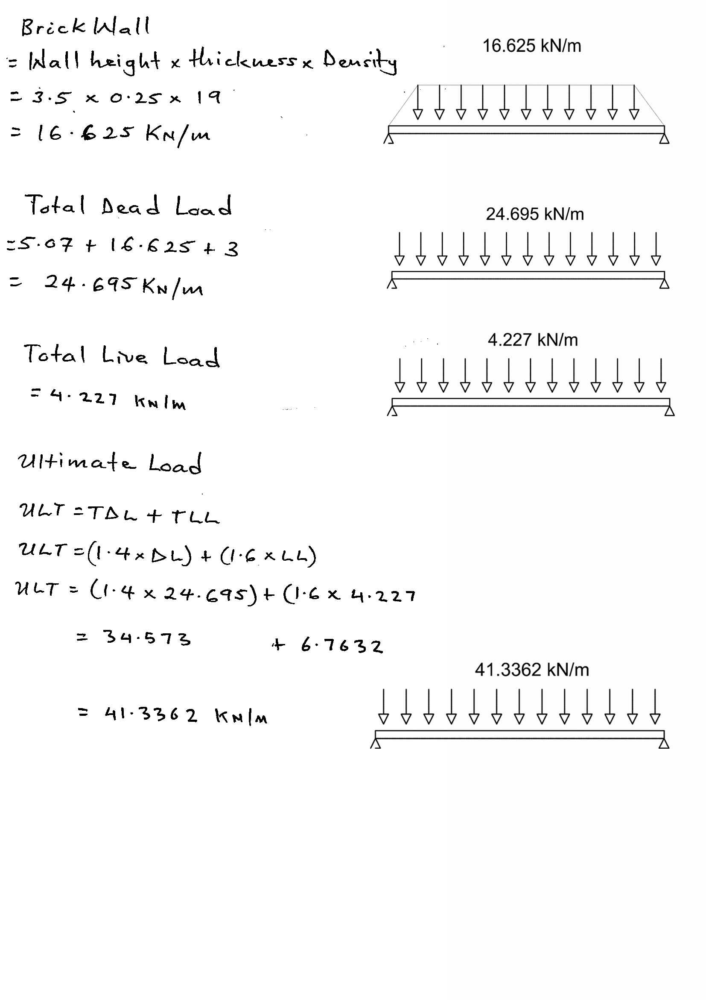 Brick Wall
= Wall height x thickness x Density
16.625 kN/m
= 3.5 x 0.25 x 19
= 16.625 KN/m
Total Dead Load
24.695 kN/m
=5.07 + 16.625 + 3
= 24.695 KN/m
4.227 kN/m
Total Live Load
= 4.227 KN/m
Ultimate Load
ULT = TDL + TLL
ULT = (1.4 x DL) + (1.6 x LL)
ULT = (1.4 x 24.695) + (1.6 x 4.227
= 34.573 + 6.7632
41.3362 kN/m
= 41.3362 KN/m